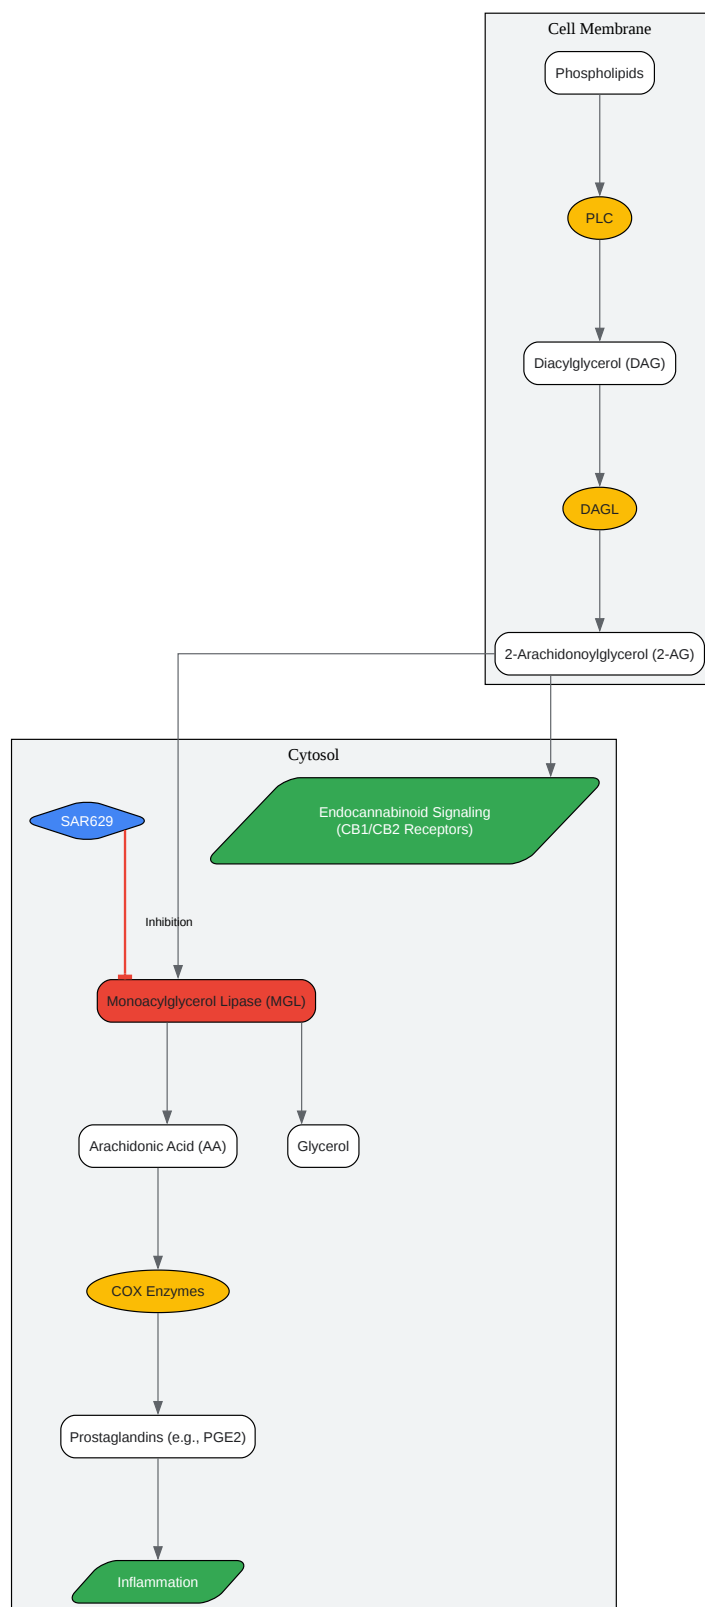 Cell Membrane
Phospholipids
PLC
Diacylglycerol (DAG)
DAGL
2-Arachidonoylglycerol (2-AG)
Cytosol
SAR629
Endocannabinoid Signaling
(CB1/CB2 Receptors)
Inhibition
Monoacylglycerol Lipase (MGL)
Arachidonic Acid (AA)
Glycerol
COX Enzymes
Prostaglandins (e.g., PGE2)
Inflammation